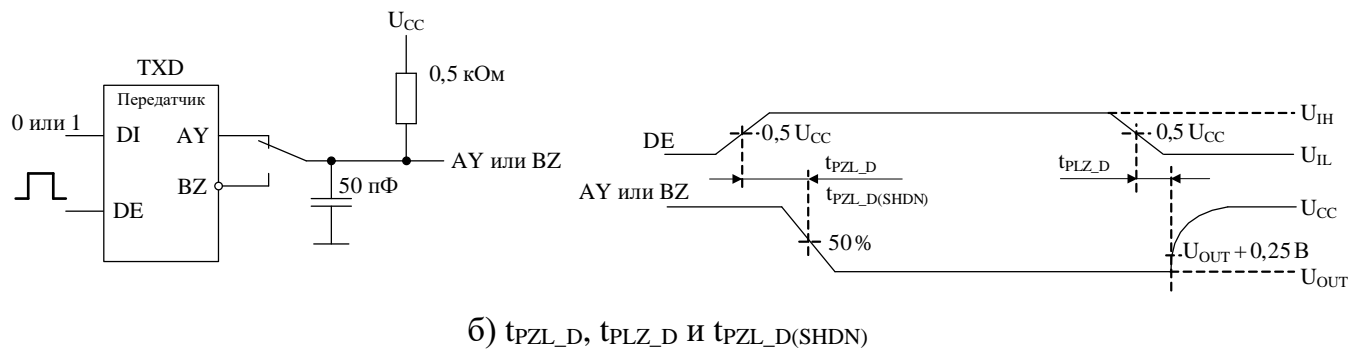 U_CC
TXD
Передатчик
0,5 кОм
0 или 1
DI
AY
AY или BZ
BZ
50 пФ
DE
U_IH
0,5 U_CC
0,5 U_CC
DE
U_IL
t_PZL_D
t_PLZ_D
AY или BZ
t_PZL_D(SHDN)
U_CC
50 %
U_OUT + 0,25 В
U_OUT
б) t_PZL_D, t_PLZ_D и t_PZL_D(SHDN)